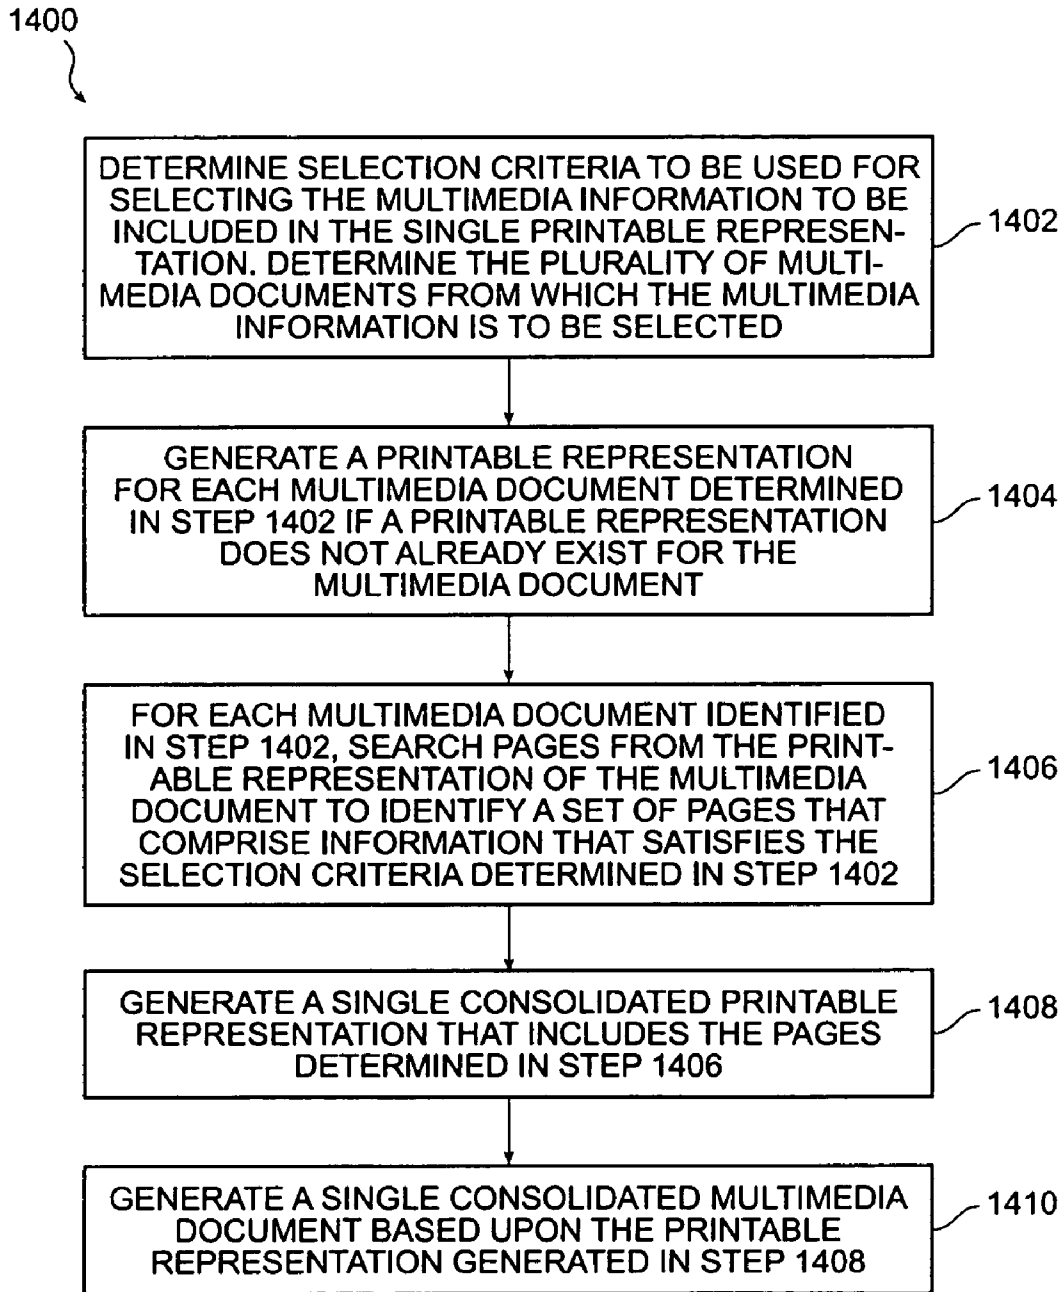 1400
DETERMINE SELECTION CRITERIA TO BE USED FOR
SELECTING THE MULTIMEDIA INFORMATION TO BE
INCLUDED IN THE SINGLE PRINTABLE REPRESEN-
TATION. DETERMINE THE PLURALITY OF MULTI-
MEDIA DOCUMENTS FROM WHICH THE MULTIMEDIA
INFORMATION IS TO BE SELECTED
1402
GENERATE A PRINTABLE REPRESENTATION
FOR EACH MULTIMEDIA DOCUMENT DETERMINED
IN STEP 1402 IF A PRINTABLE REPRESENTATION
DOES NOT ALREADY EXIST FOR THE
MULTIMEDIA DOCUMENT
1404
FOR EACH MULTIMEDIA DOCUMENT IDENTIFIED
IN STEP 1402, SEARCH PAGES FROM THE PRINT-
ABLE REPRESENTATION OF THE MULTIMEDIA
DOCUMENT TO IDENTIFY A SET OF PAGES THAT
COMPRISE INFORMATION THAT SATISFIES THE
SELECTION CRITERIA DETERMINED IN STEP 1402
1406
GENERATE A SINGLE CONSOLIDATED PRINTABLE
REPRESENTATION THAT INCLUDES THE PAGES
DETERMINED IN STEP 1406
1408
GENERATE A SINGLE CONSOLIDATED MULTIMEDIA
DOCUMENT BASED UPON THE PRINTABLE
REPRESENTATION GENERATED IN STEP 1408
1410